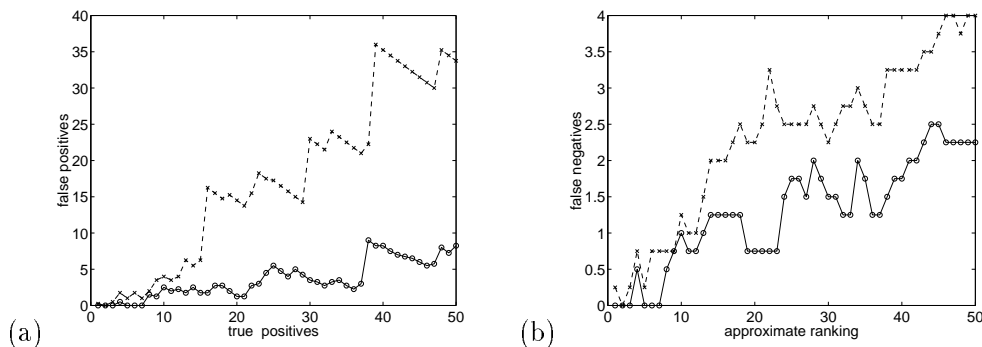 40
35
30
25
20
15
10
5
0
false positives
0 10 20 30 40 50
true positives
(a)
4
3.5
3
2.5
2
1.5
1
0.5
0
false negatives
0 10 20 30 40 50
approximate ranking
(b)